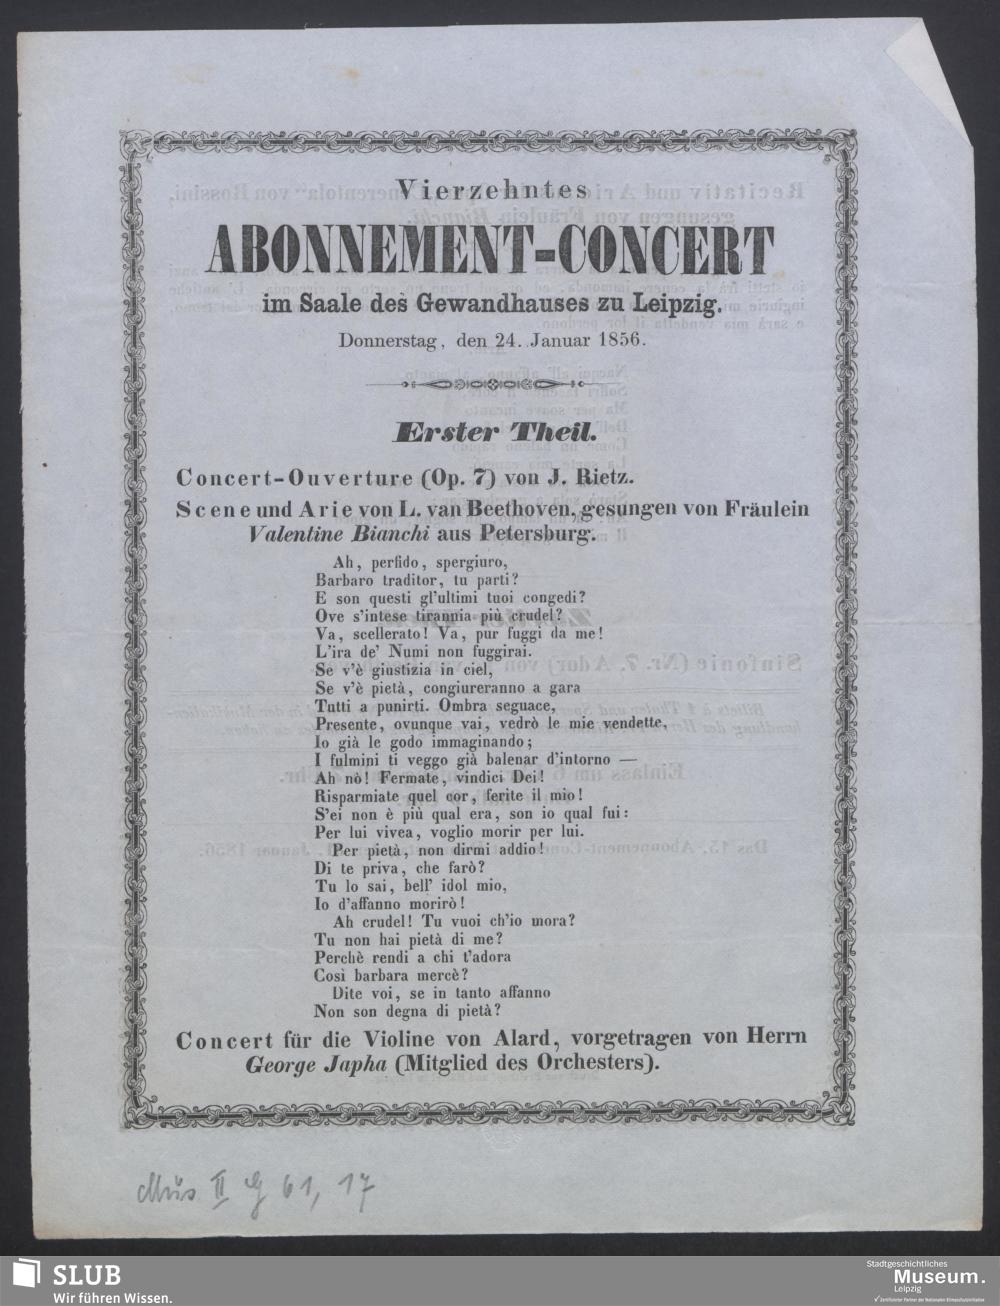 Vierzehntes
ABONNEMENT-CONCERT
im Saale des Gewandhauses zu Leipzig.
Donnerstag, den 24. Januar 1856.
Erster Theil.
Concert-Ouverture (Op. 7) von J. Rietz.
Scene und Arie von L. van Beethoven, gesungen von Fräulein
Valentine Bianchi aus Petersburg.
Ah, perfido, spergiuro,
Barbaro traditor, tu parti?
E son questi gl'ultimi tuoi congedi?
Ove s'intese tirannia più crudel?
Va, scellerato! Va, pur fuggi da me!
L'ira de' Numi non fuggirai.
Se v'è giustizia in ciel,
Se v'è pietà, congiureranno a gara
Tutti a punirti. Ombra seguace,
Presente, ovunque vai, vedrò le mie vendette,
Io già le godo immaginando;
I fulmini ti veggo già balenar d'intorno —
Ah nò! Fermate, vindici Dei!
Risparmiate quel cor, ferite il mio!
S'ei non è più qual era, son io qual fui:
Per lui vivea, voglio morir per lui.
Per pietà, non dirmi addio!
Di te priva, che farò?
Tu lo sai, bell' idol mio,
Io d'affanno morirò!
Ah crudel! Tu vuoi ch'io mora?
Tu non hai pietà di me?
Perchè rendi a chi t'adora
Così barbara mercè?
Dite voi, se in tanto affanno
Non son degna di pietà?
Concert für die Violine von Alard, vorgetragen von Herrn
George Japha (Mitglied des Orchesters).
Mus II G 61, 17
SLUB
Wir führen Wissen.
Stadtgeschichtliches
Museum.
Leipzig
Zertifizierter Partner der Nationalen Klimaschutzinitiative